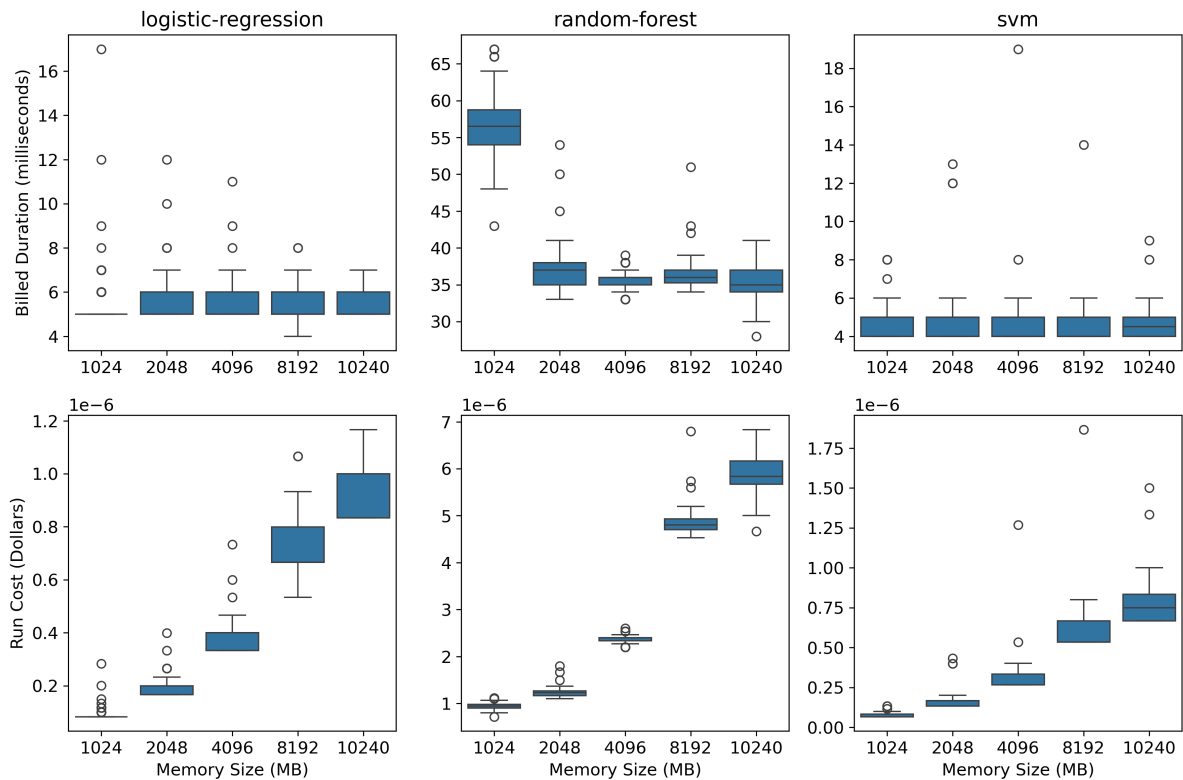 logistic-regression
random-forest
svm
Billed Duration (milliseconds)
16
14
12
10
8
6
4
1024 2048 4096 8192 10240
65
60
55
50
45
40
35
30
1024 2048 4096 8192 10240
18
16
14
12
10
8
6
4
1024 2048 4096 8192 10240
Run Cost (Dollars)
1e−6
1.2
1.0
0.8
0.6
0.4
0.2
1024 2048 4096 8192 10240
Memory Size (MB)
1e−6
7
6
5
4
3
2
1
1024 2048 4096 8192 10240
Memory Size (MB)
1e−6
1.75
1.50
1.25
1.00
0.75
0.50
0.25
0.00
1024 2048 4096 8192 10240
Memory Size (MB)